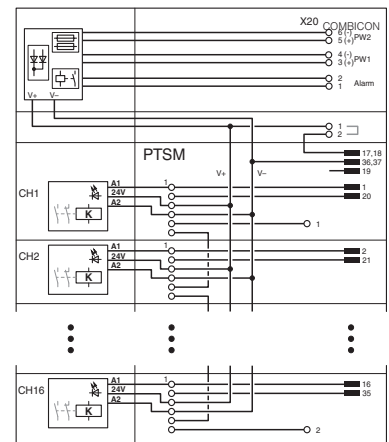 X20 COMBICON
6 (-)
5 (+) PW2
4 (-)
3 (+) PW1
2
1 Alarm
V+ V–
1
2
PTSM
17,18
36,37
19
V+ V–
CH1
A1
24V
A2
K
1
1
20
1
CH2
A1
24V
A2
K
1
2
21
CH16
A1
24V
A2
K
1
16
35
2